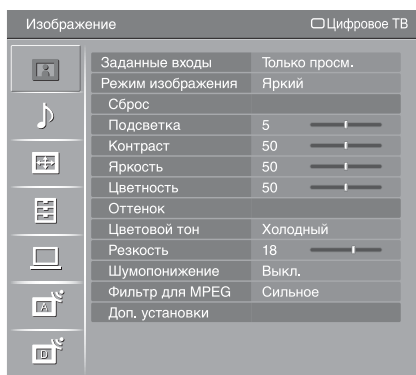 Изображение Цифровое ТВ
Заданные входы Только просм.
Режим изображения Яркий
Сброс
Подсветка 5
Контраст 50
Яркость 50
Цветность 50
Оттенок
Цветовой тон Холодный
Резкость 18
Шумопонижение Выкл.
Фильтр для MPEG Сильное
Доп. установки
A
D